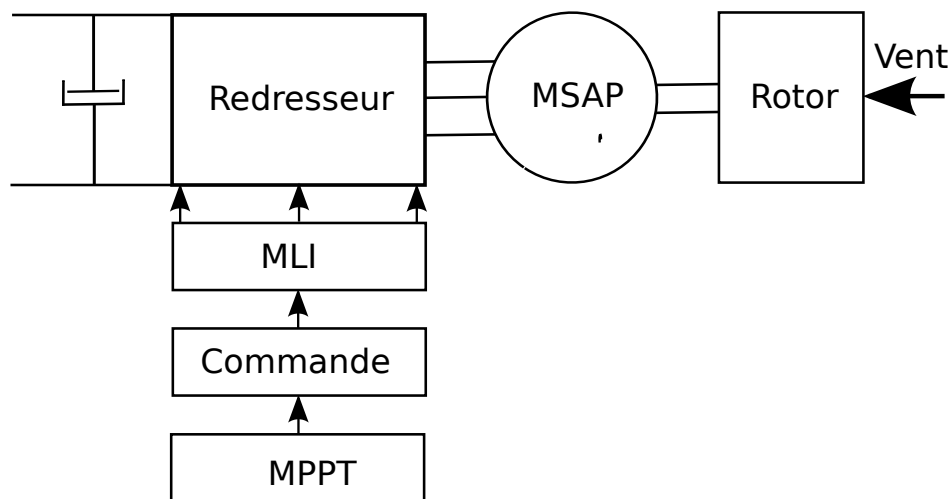 Vent
Redresseur
MSAP
Rotor
MLI
Commande
MPPT